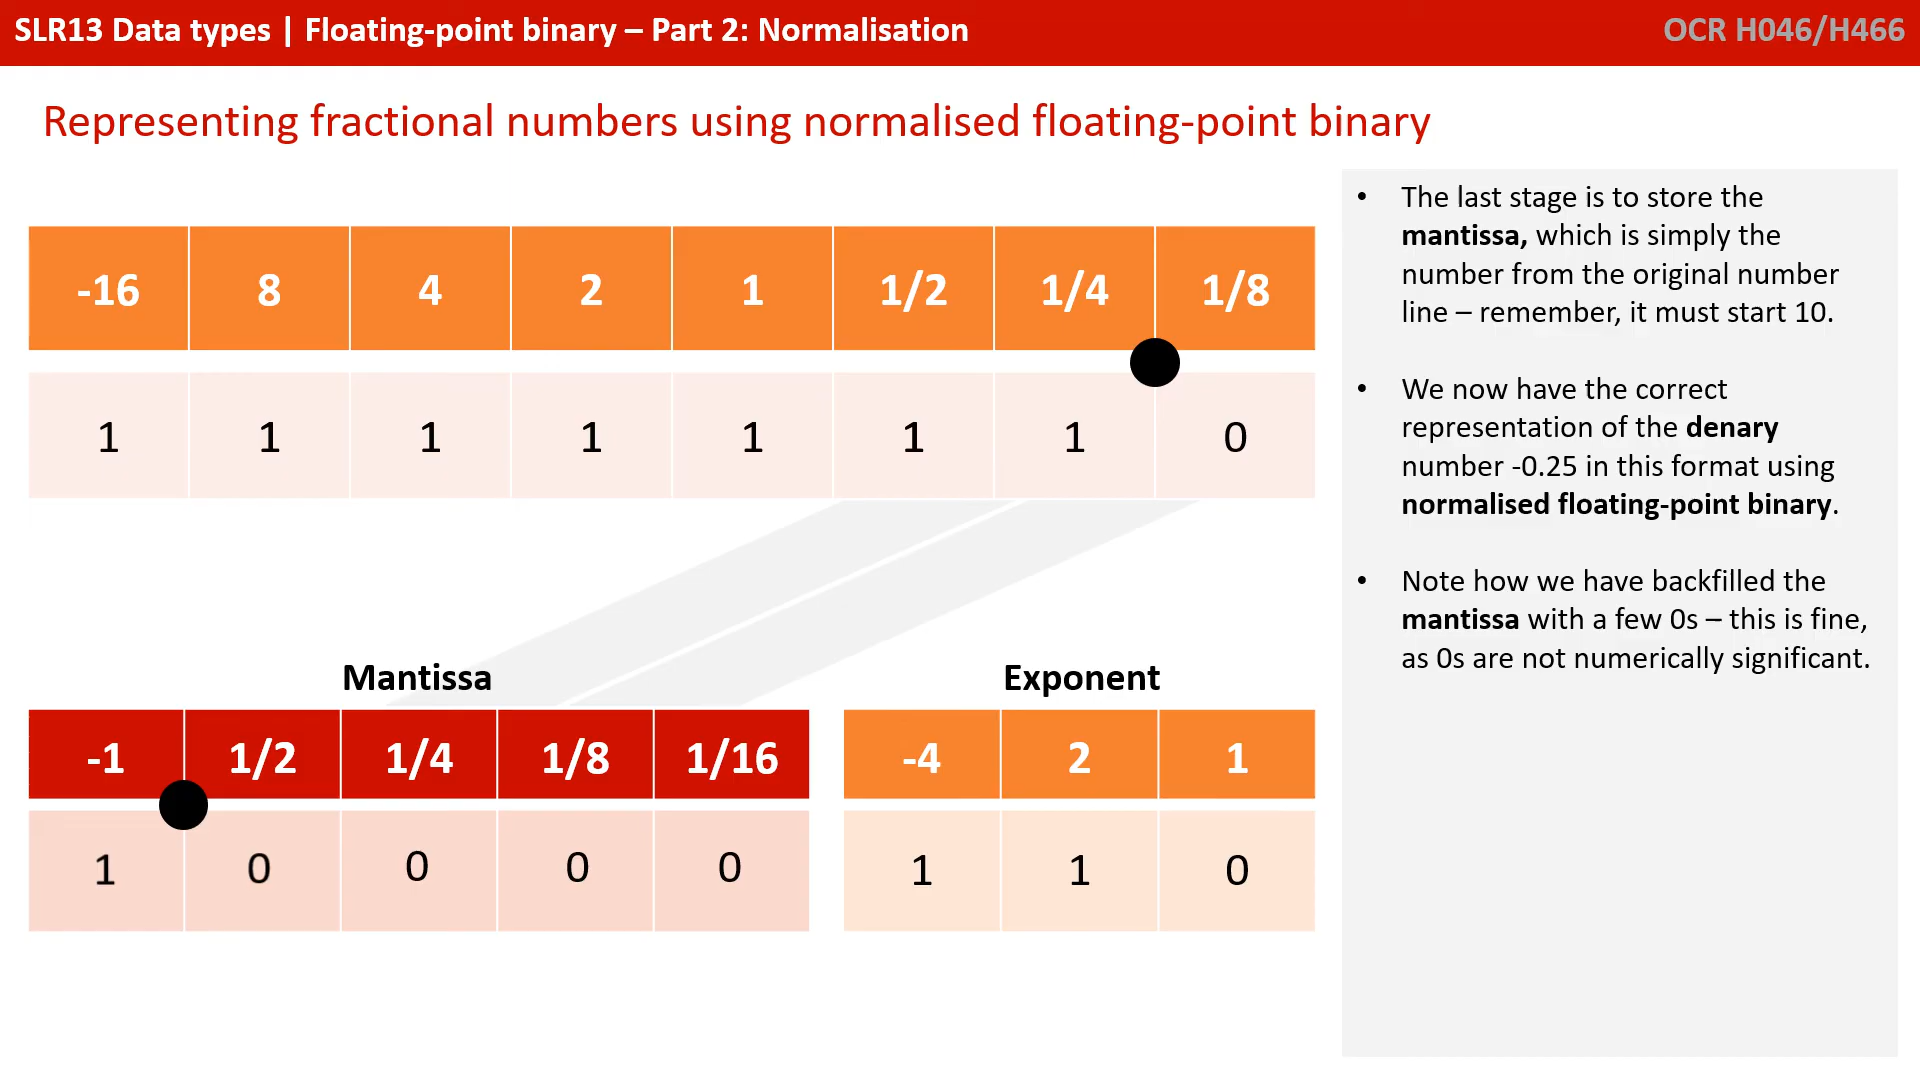 SLR13 Data types | Floating-point binary – Part 2: Normalisation
OCR H046/H466
Representing fractional numbers using normalised floating-point binary
-16 8 4 2 1 1/2 1/4 1/8
1 1 1 1 1 1 1 0
Mantissa Exponent
-1 1/2 1/4 1/8 1/16 -4 2 1
1 0 0 0 0 1 1 0
• The last stage is to store the
mantissa, which is simply the
number from the original number
line – remember, it must start 10.
• We now have the correct
representation of the denary
number -0.25 in this format using
normalised floating-point binary.
• Note how we have backfilled the
mantissa with a few 0s – this is fine,
as 0s are not numerically significant.